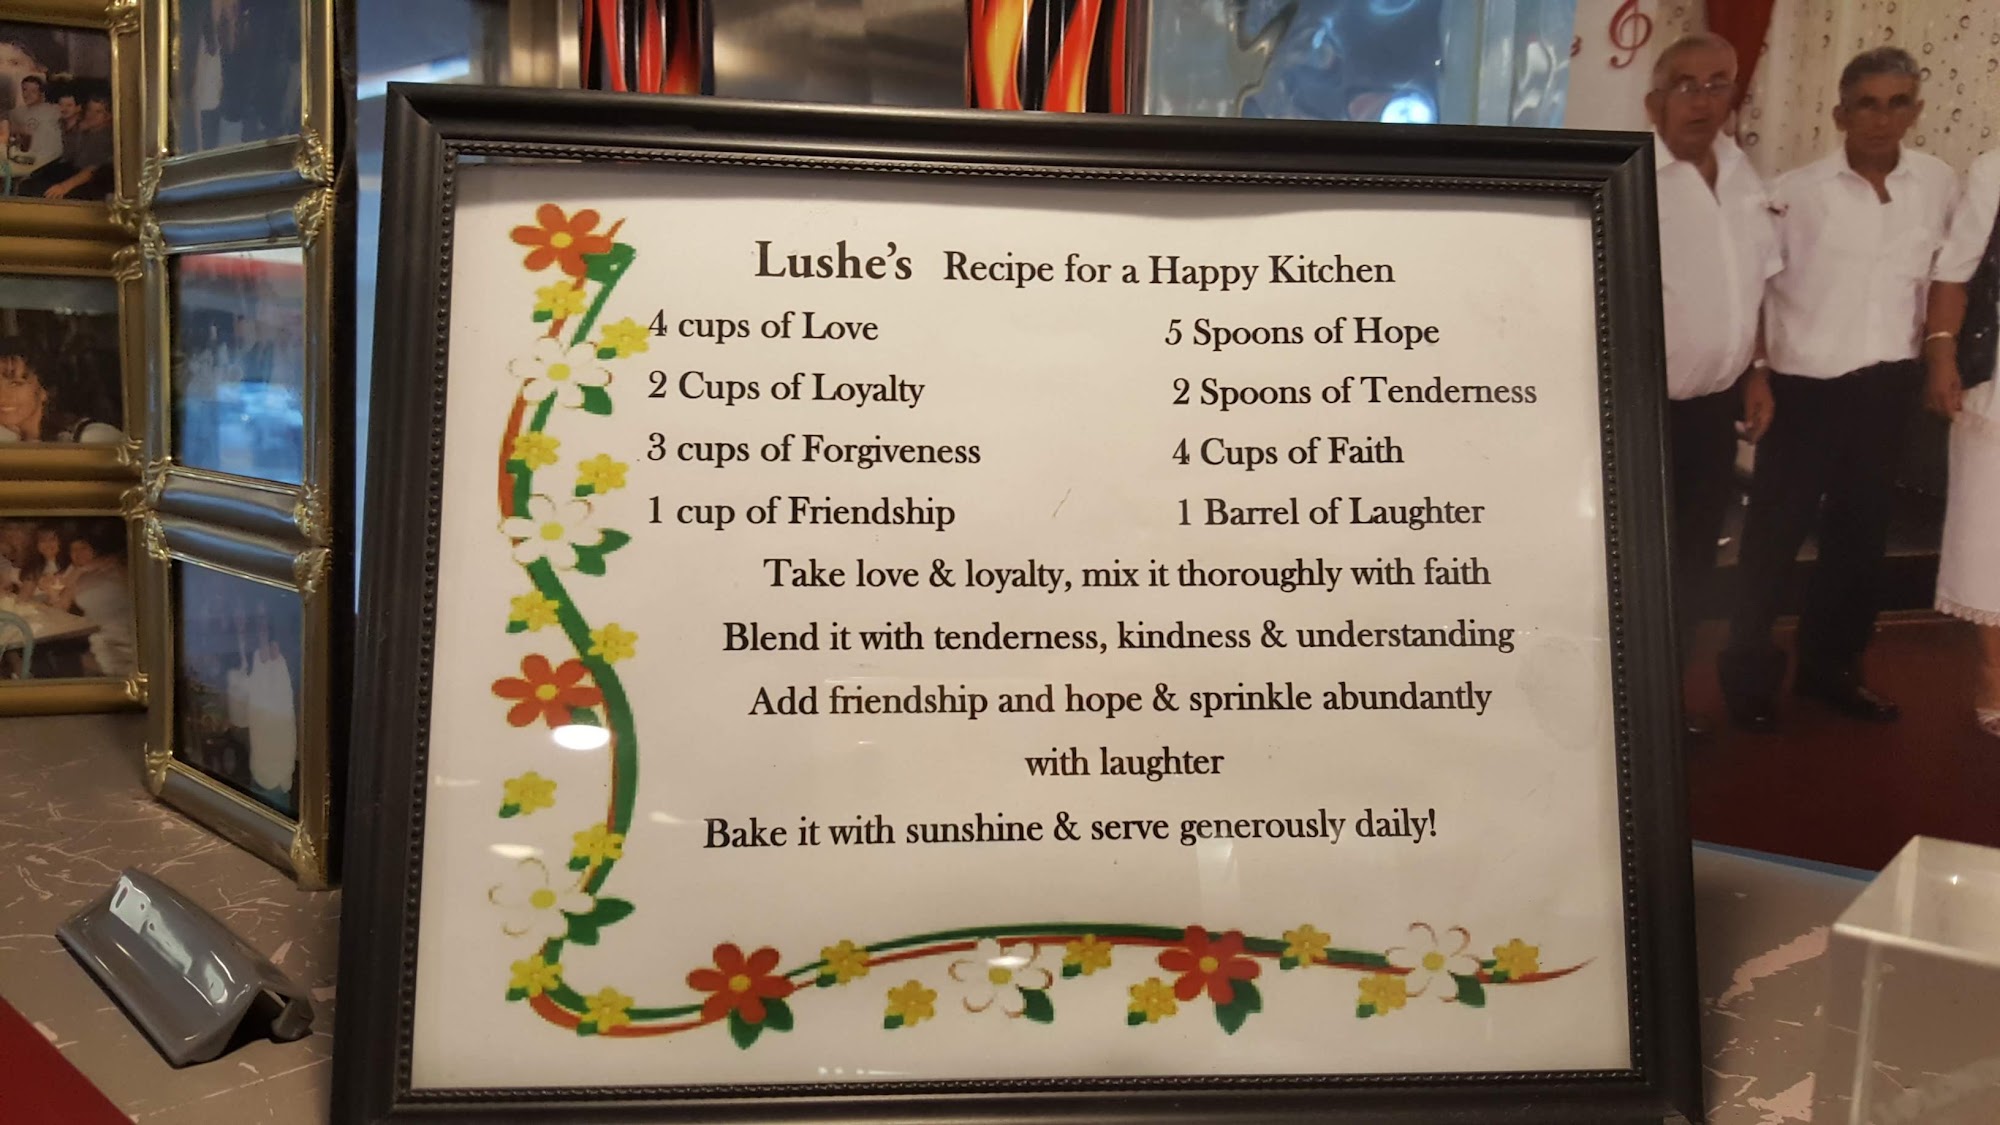 Lushe's Recipe for a Happy Kitchen
4 cups of Love
5 Spoons of Hope
2 Cups of Loyalty
2 Spoons of Tenderness
3 cups of Forgiveness
4 Cups of Faith
1 cup of Friendship
1 Barrel of Laughter
Take love & loyalty, mix it thoroughly with faith
Blend it with tenderness, kindness & understanding
Add friendship and hope & sprinkle abundantly
with laughter
Bake it with sunshine & serve generously daily!